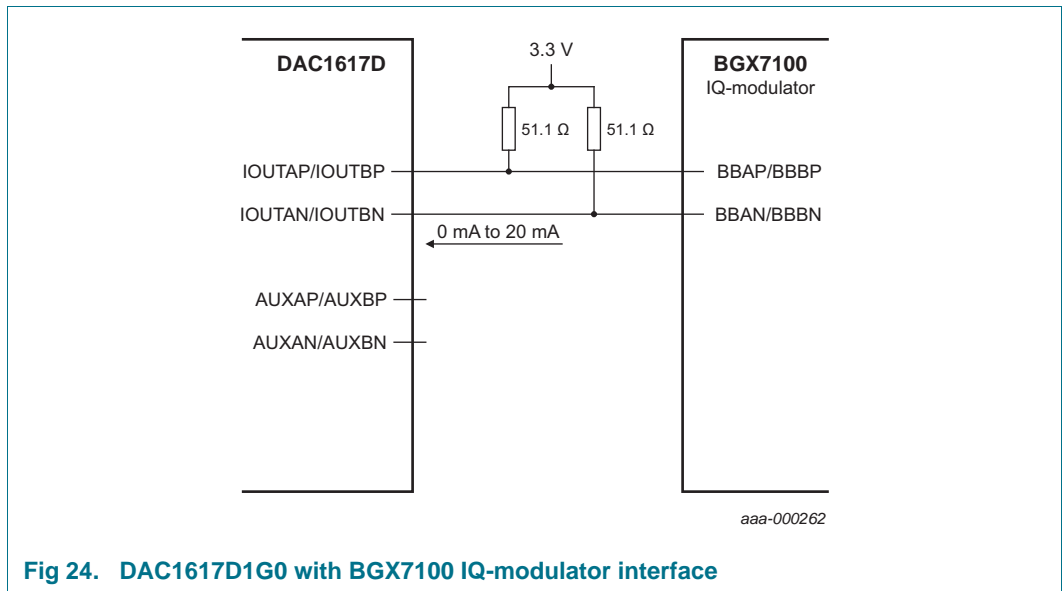 3.3 V
DAC1617D
BGX7100
IQ-modulator
51.1 Ω
51.1 Ω
IOUTAP/IOUTBP
BBAP/BBBP
IOUTAN/IOUTBN
BBAN/BBBN
0 mA to 20 mA
AUXAP/AUXBP
AUXAN/AUXBN
aaa-000262
Fig 24. DAC1617D1G0 with BGX7100 IQ-modulator interface